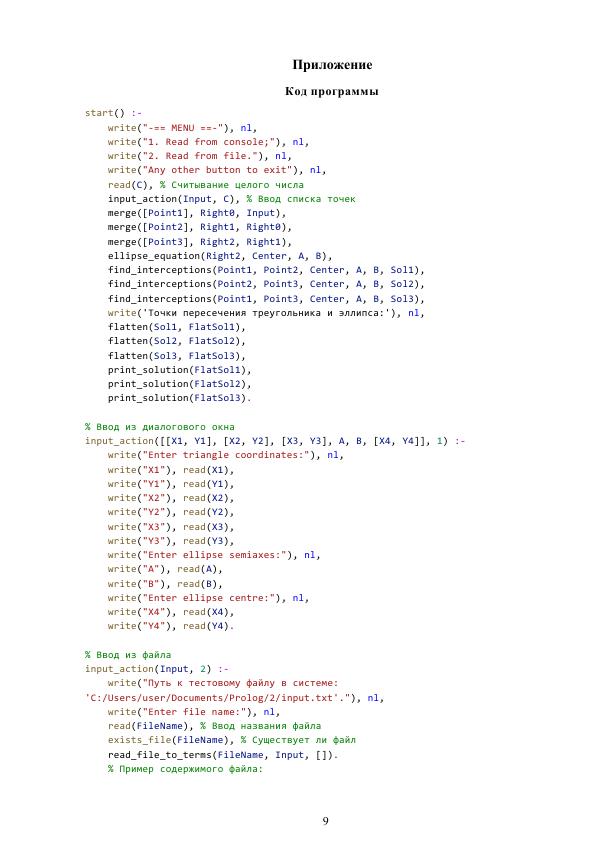 Приложение
Код программы
start() :-
    write("-== MENU ==-"), nl,
    write("1. Read from console;"), nl,
    write("2. Read from file."), nl,
    write("Any other button to exit"), nl,
    read(C), % Считывание целого числа
    input_action(Input, C), % Ввод списка точек
    merge([Point1], Right0, Input),
    merge([Point2], Right1, Right0),
    merge([Point3], Right2, Right1),
    ellipse_equation(Right2, Center, A, B),
    find_interceptions(Point1, Point2, Center, A, B, Sol1),
    find_interceptions(Point2, Point3, Center, A, B, Sol2),
    find_interceptions(Point1, Point3, Center, A, B, Sol3),
    write('Точки пересечения треугольника и эллипса:'), nl,
    flatten(Sol1, FlatSol1),
    flatten(Sol2, FlatSol2),
    flatten(Sol3, FlatSol3),
    print_solution(FlatSol1),
    print_solution(FlatSol2),
    print_solution(FlatSol3).
% Ввод из диалогового окна
input_action([[X1, Y1], [X2, Y2], [X3, Y3], A, B, [X4, Y4]], 1) :-
    write("Enter triangle coordinates:"), nl,
    write("X1"), read(X1),
    write("Y1"), read(Y1),
    write("X2"), read(X2),
    write("Y2"), read(Y2),
    write("X3"), read(X3),
    write("Y3"), read(Y3),
    write("Enter ellipse semiaxes:"), nl,
    write("A"), read(A),
    write("B"), read(B),
    write("Enter ellipse centre:"), nl,
    write("X4"), read(X4),
    write("Y4"), read(Y4).
% Ввод из файла
input_action(Input, 2) :-
    write("Путь к тестовому файлу в системе:
'C:/Users/user/Documents/Prolog/2/input.txt'."), nl,
    write("Enter file name:"), nl,
    read(FileName), % Ввод названия файла
    exists_file(FileName), % Существует ли файл
    read_file_to_terms(FileName, Input, []).
    % Пример содержимого файла:
9